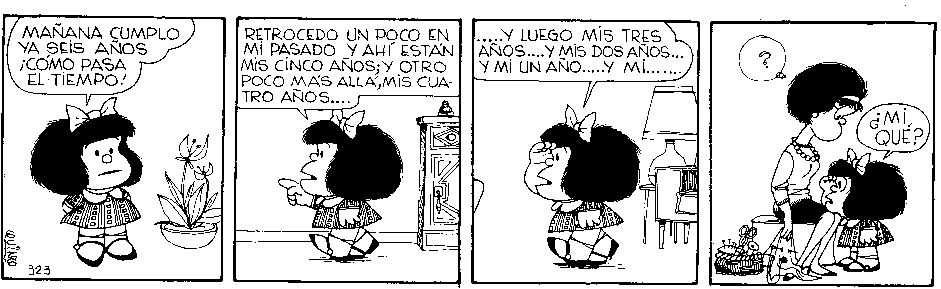 MAÑANA CUMPLO
YA SEIS AÑOS
¡CÓMO PASA
EL TIEMPO!
RETROCEDO UN POCO EN
MI PASADO Y AHÍ ESTÁN
MIS CINCO AÑOS; Y OTRO
POCO MÁS ALLÁ, MIS CUA-
TRO AÑOS....
....Y LUEGO MIS TRES
AÑOS....Y MIS DOS AÑOS...
Y MI UN AÑO.....Y MI......
?
¿MI,
QUÉ?
QUINO
323